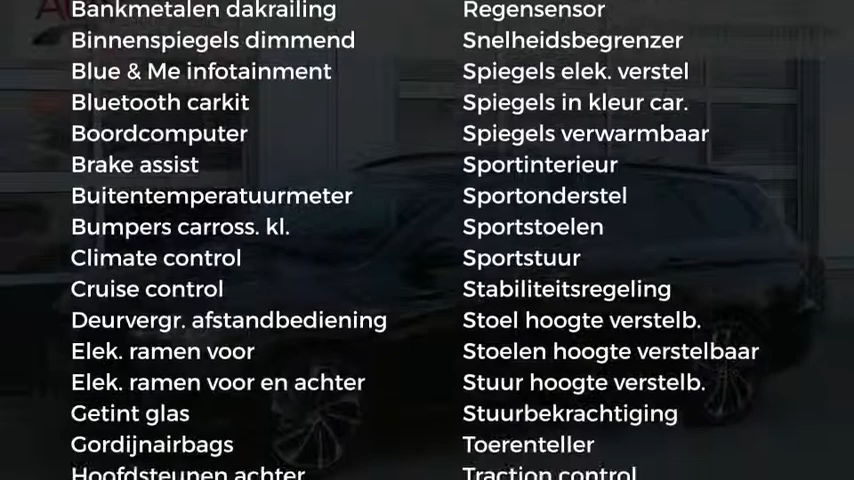 Bankmetalen dakrailing
Binnenspiegels dimmend
Blue & Me infotainment
Bluetooth carkit
Boordcomputer
Brake assist
Buitentemperatuurmeter
Bumpers carross. kl.
Climate control
Cruise control
Deurvergr. afstandbediening
Elek. ramen voor
Elek. ramen voor en achter
Getint glas
Gordijnairbags
Hoofdsteunen achter
Regensensor
Snelheidsbegrenzer
Spiegels elek. verstel
Spiegels in kleur car.
Spiegels verwarmbaar
Sportinterieur
Sportonderstel
Sportstoelen
Sportstuur
Stabiliteitsregeling
Stoel hoogte verstelb.
Stoelen hoogte verstelbaar
Stuur hoogte verstelb.
Stuurbekrachtiging
Toerenteller
Traction control